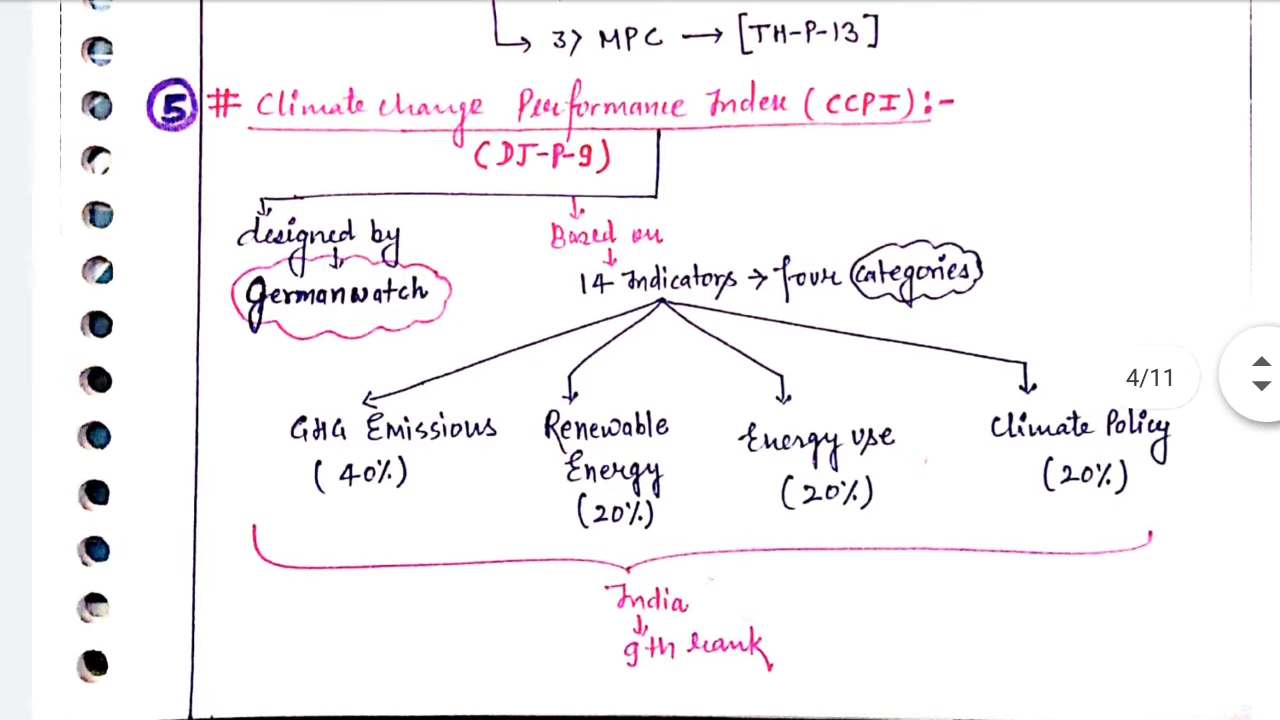 ↳ 3) MPC → [TH-P-13]
5 # Climate change Performance Index (CCPI):-
(DJ-P-9)
designed by
germanwatch
Based on
14 Indicators → four categories
4/11
GHG Emissions
(40%)
Renewable
Energy
(20%)
Energy use
(20%)
Climate Policy
(20%)
India
↓
9th rank